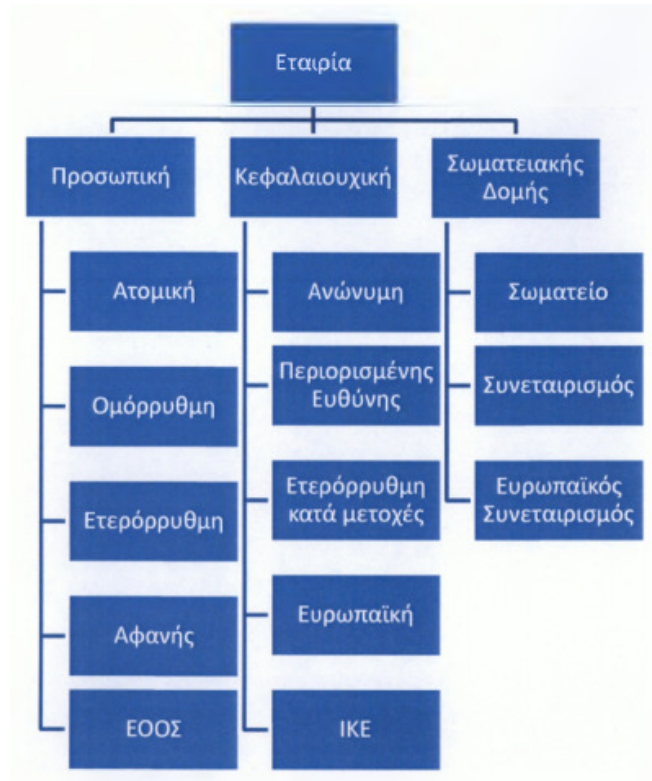 Εταιρία
Προσωπική
Κεφαλαιουχική
Σωματειακής
Δομής
Ατομική
Ομόρρυθμη
Ετερόρρυθμη
Αφανής
ΕΟΟΣ
Ανώνυμη
Περιορισμένης
Ευθύνης
Ετερόρρυθμη
κατά μετοχές
Ευρωπαϊκή
ΙΚΕ
Σωματείο
Συνεταιρισμός
Ευρωπαϊκός
Συνεταιρισμός